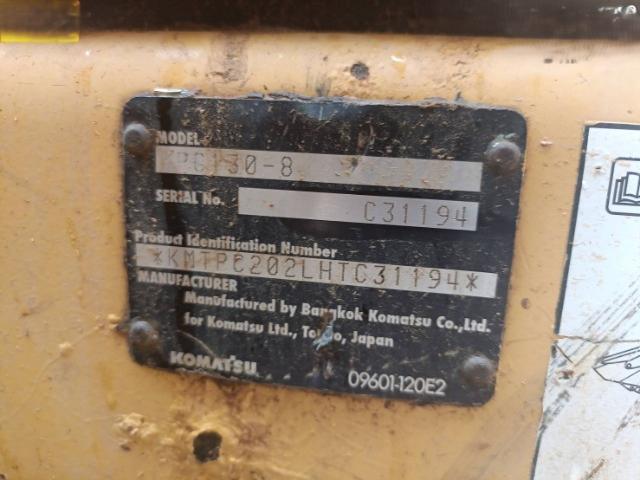 MODEL
PC130-8
SERIAL No. C31194
Product Identification Number
*KMTPC202LHTC31194*
MANUFACTURER
Manufactured by Bangkok Komatsu Co.,Ltd.
for Komatsu Ltd., Tokyo, Japan
KOMATSU
09601-120E2